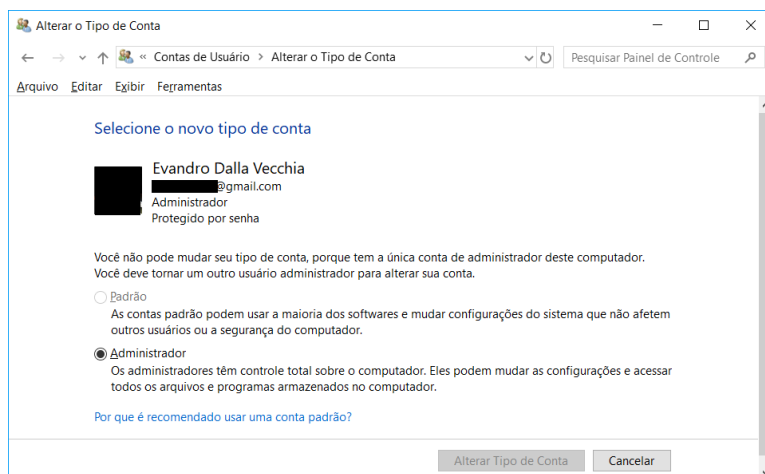 Alterar o Tipo de Conta
« Contas de Usuário > Alterar o Tipo de Conta
Pesquisar Painel de Controle
Arquivo Editar Exibir Ferramentas
Selecione o novo tipo de conta
Evandro Dalla Vecchia
@gmail.com
Administrador
Protegido por senha
Você não pode mudar seu tipo de conta, porque tem a única conta de administrador deste computador.
Você deve tornar um outro usuário administrador para alterar sua conta.
Padrão
As contas padrão podem usar a maioria dos softwares e mudar configurações do sistema que não afetem
outros usuários ou a segurança do computador.
Administrador
Os administradores têm controle total sobre o computador. Eles podem mudar as configurações e acessar
todos os arquivos e programas armazenados no computador.
Por que é recomendado usar uma conta padrão?
Alterar Tipo de Conta
Cancelar